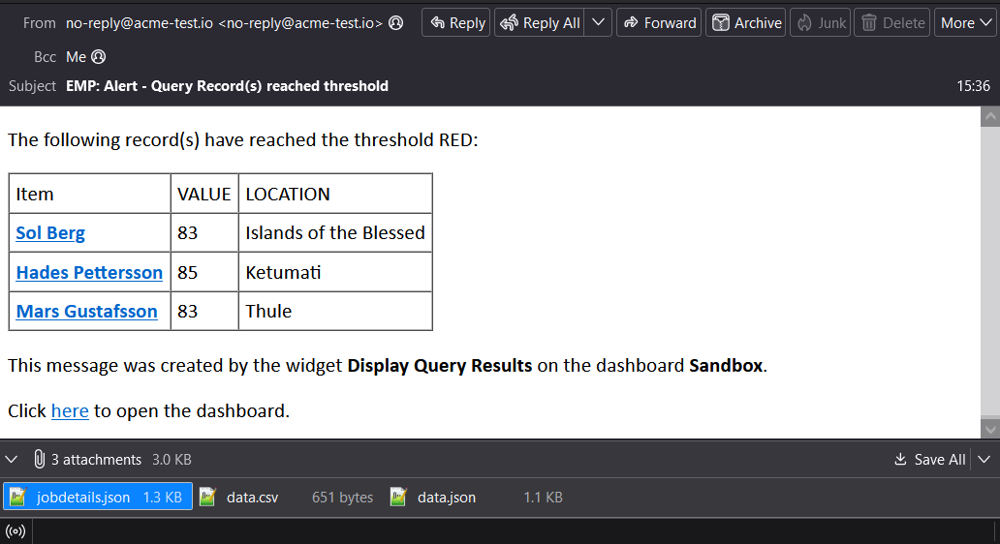 From no-reply@acme-test.io <no-reply@acme-test.io> Reply Reply All Forward Archive Junk Delete More
Bcc Me
Subject EMP: Alert - Query Record(s) reached threshold 15:36
The following record(s) have reached the threshold RED:
Item VALUE LOCATION
Sol Berg 83 Islands of the Blessed
Hades Pettersson 85 Ketumati
Mars Gustafsson 83 Thule
This message was created by the widget Display Query Results on the dashboard Sandbox.
Click here to open the dashboard.
3 attachments 3.0 KB Save All
jobdetails.json 1.3 KB data.csv 651 bytes data.json 1.1 KB